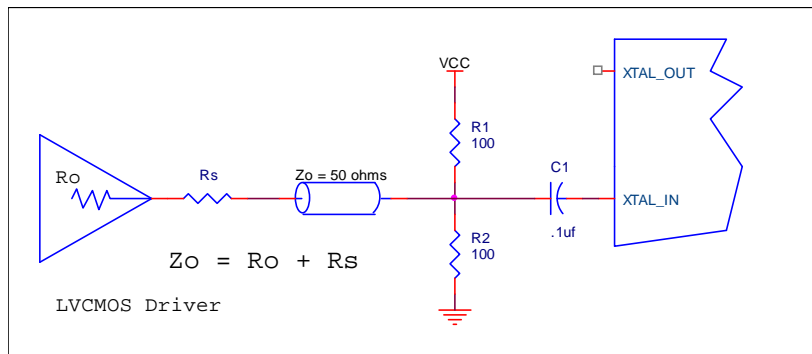 VCC
XTAL_OUT
R1
100
Ro
Rs
Zo = 50 ohms
C1
XTAL_IN
.1uf
R2
100
Zo = Ro + Rs
LVCMOS Driver